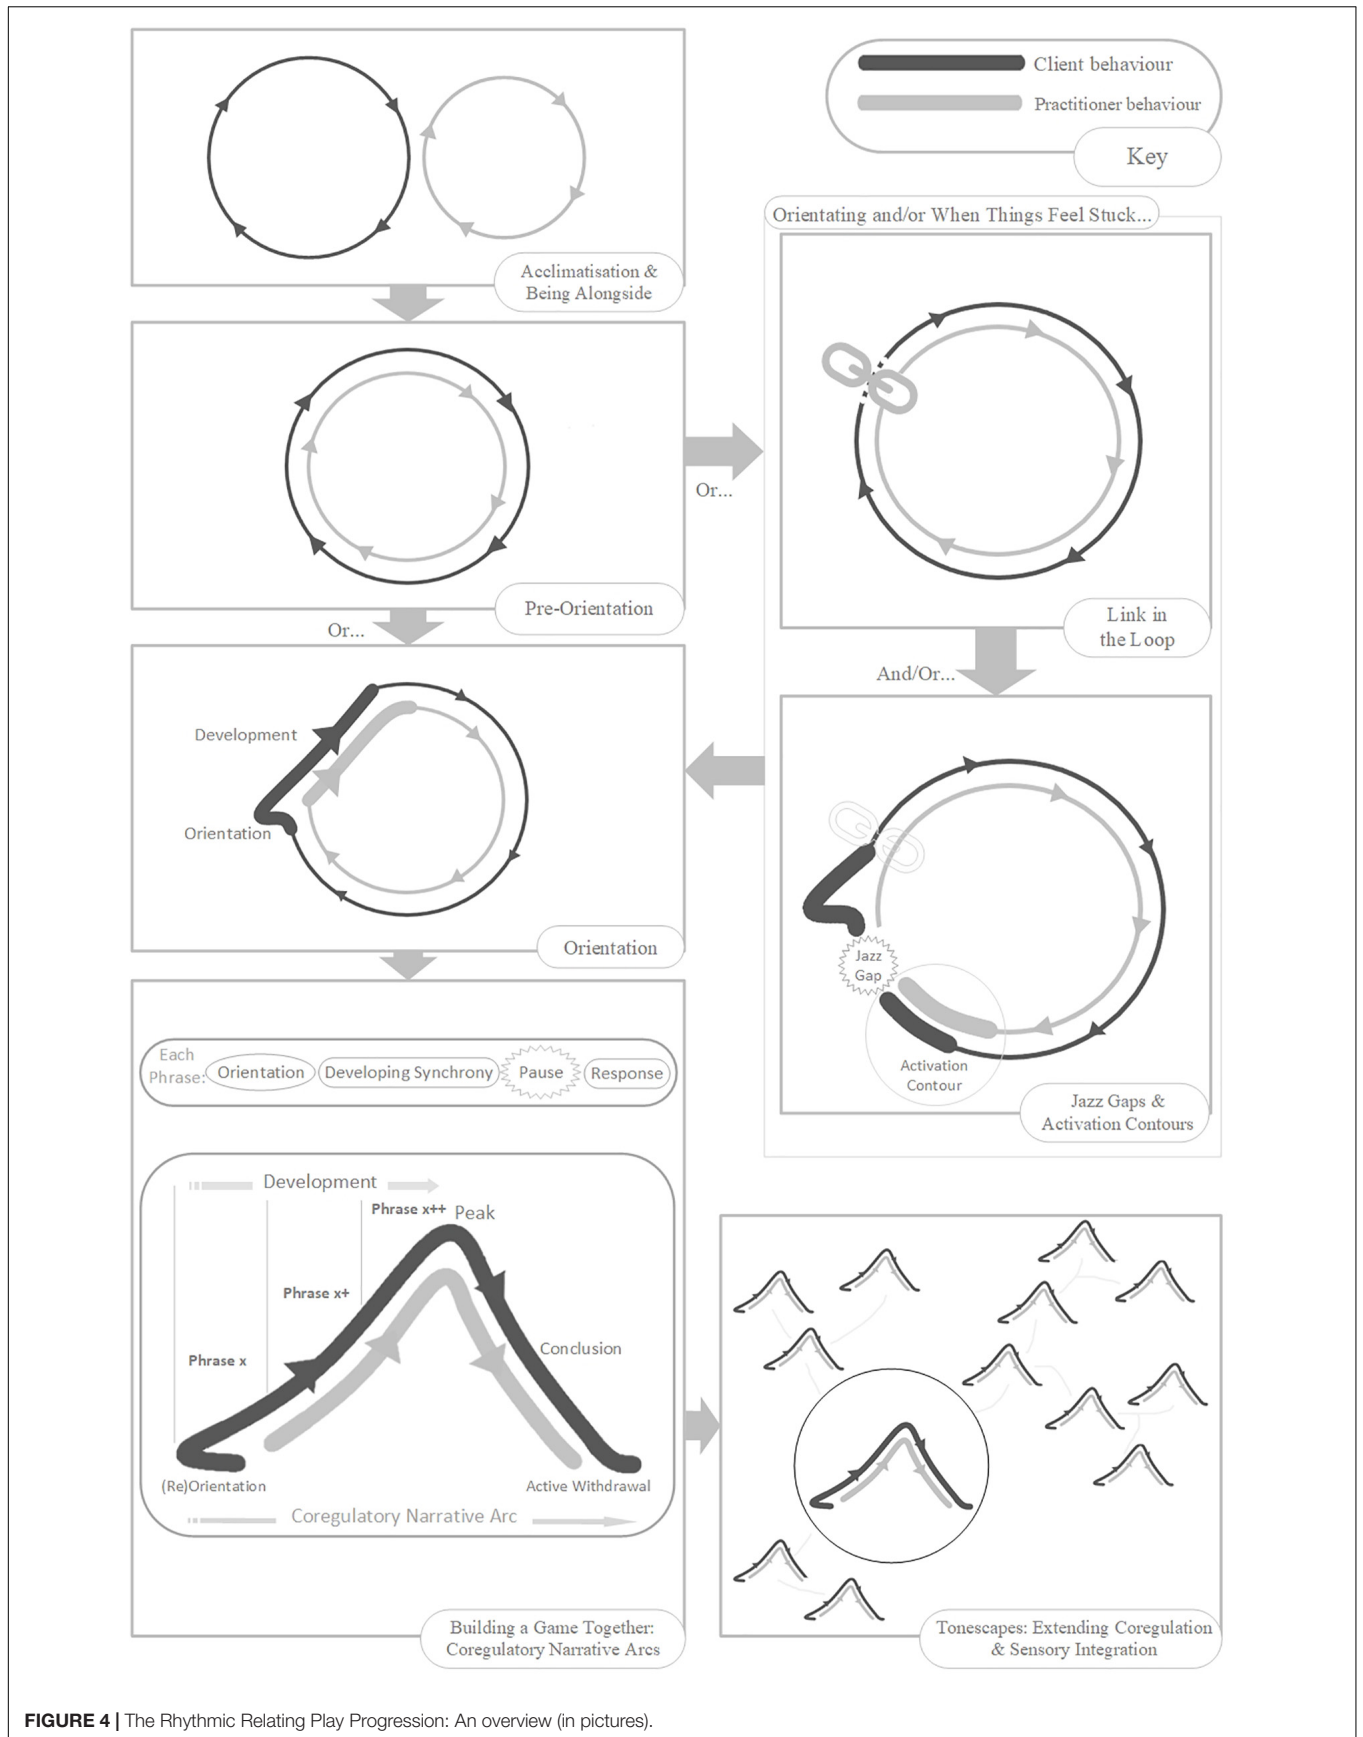 Client behaviour
Practitioner behaviour
Key
Acclimatisation &
Being Alongside
Orientating and/or When Things Feel Stuck...
Pre-Orientation
Or...
Or...
Link in
the Loop
And/Or...
Development
Orientation
Orientation
Jazz
Gap
Activation
Contour
Jazz Gaps &
Activation Contours
Each
Phrase:
Orientation
Developing Synchrony
Pause
Response
Development
Phrase x++
Peak
Phrase x+
Phrase x
Conclusion
(Re)Orientation
Active Withdrawal
Coregulatory Narrative Arc
Building a Game Together:
Coregulatory Narrative Arcs
Tonescapes: Extending Coregulation
& Sensory Integration
FIGURE 4 | The Rhythmic Relating Play Progression: An overview (in pictures).